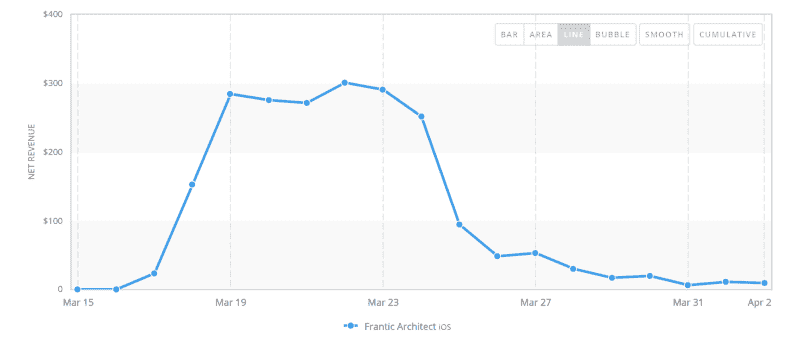 $400
BAR AREA LINE BUBBLE SMOOTH CUMULATIVE
$300
NET REVENUE
$200
$100
0
Mar 15 Mar 19 Mar 23 Mar 27 Mar 31 Apr 2
Frantic Architect iOS